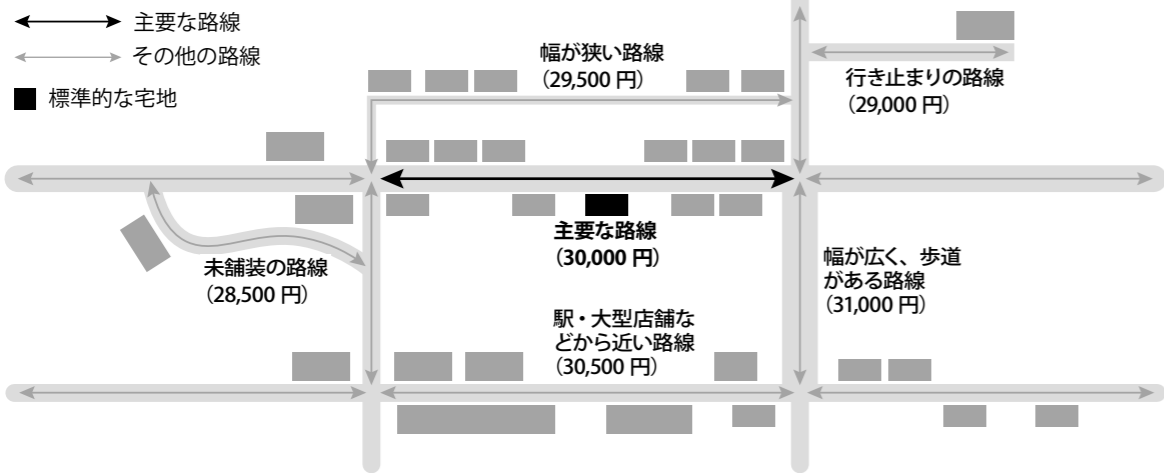 主要な路線
その他の路線
標準的な宅地
幅が狭い路線
（29,500 円）
行き止まりの路線
（29,000 円）
主要な路線
（30,000 円）
未舗装の路線
（28,500 円）
幅が広く、歩道
がある路線
（31,000 円）
駅・大型店舗な
どから近い路線
（30,500 円）